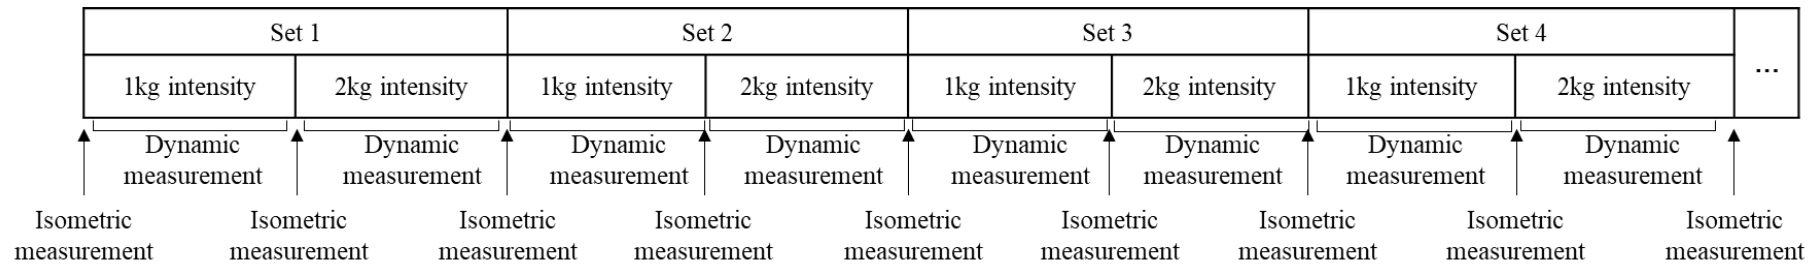 Set 1 Set 2 Set 3 Set 4
1kg intensity 2kg intensity 1kg intensity 2kg intensity 1kg intensity 2kg intensity 1kg intensity 2kg intensity ...
Dynamic Dynamic Dynamic Dynamic Dynamic Dynamic Dynamic Dynamic
measurement measurement measurement measurement measurement measurement measurement measurement
Isometric Isometric Isometric Isometric Isometric Isometric Isometric Isometric Isometric
measurement measurement measurement measurement measurement measurement measurement measurement measurement